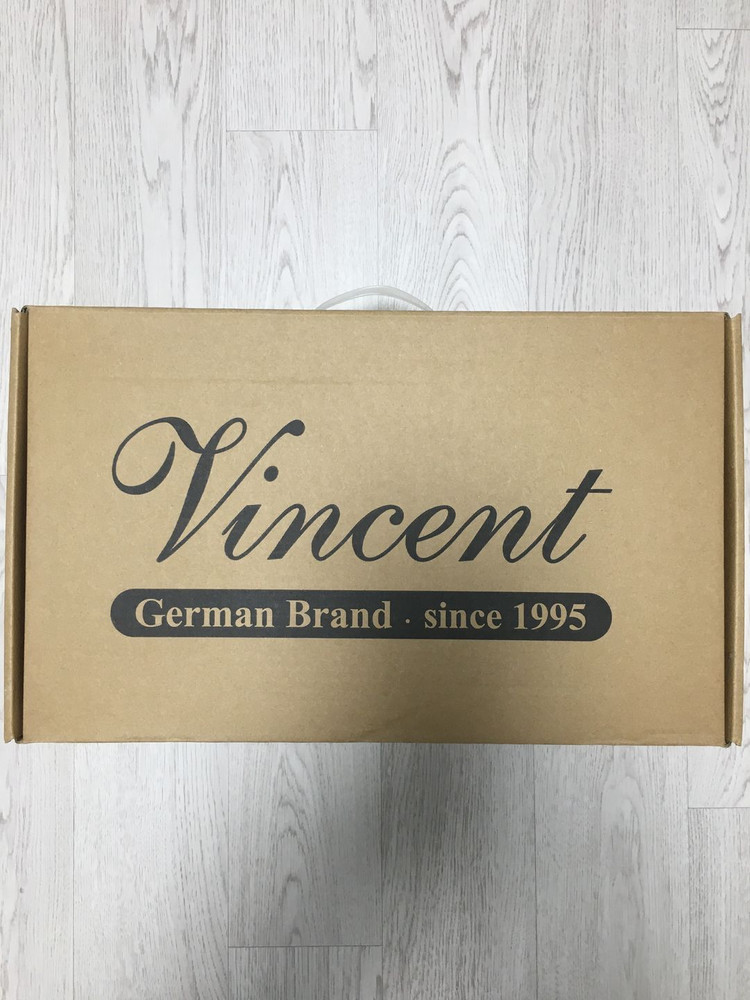 Vincent
German Brand · since 1995